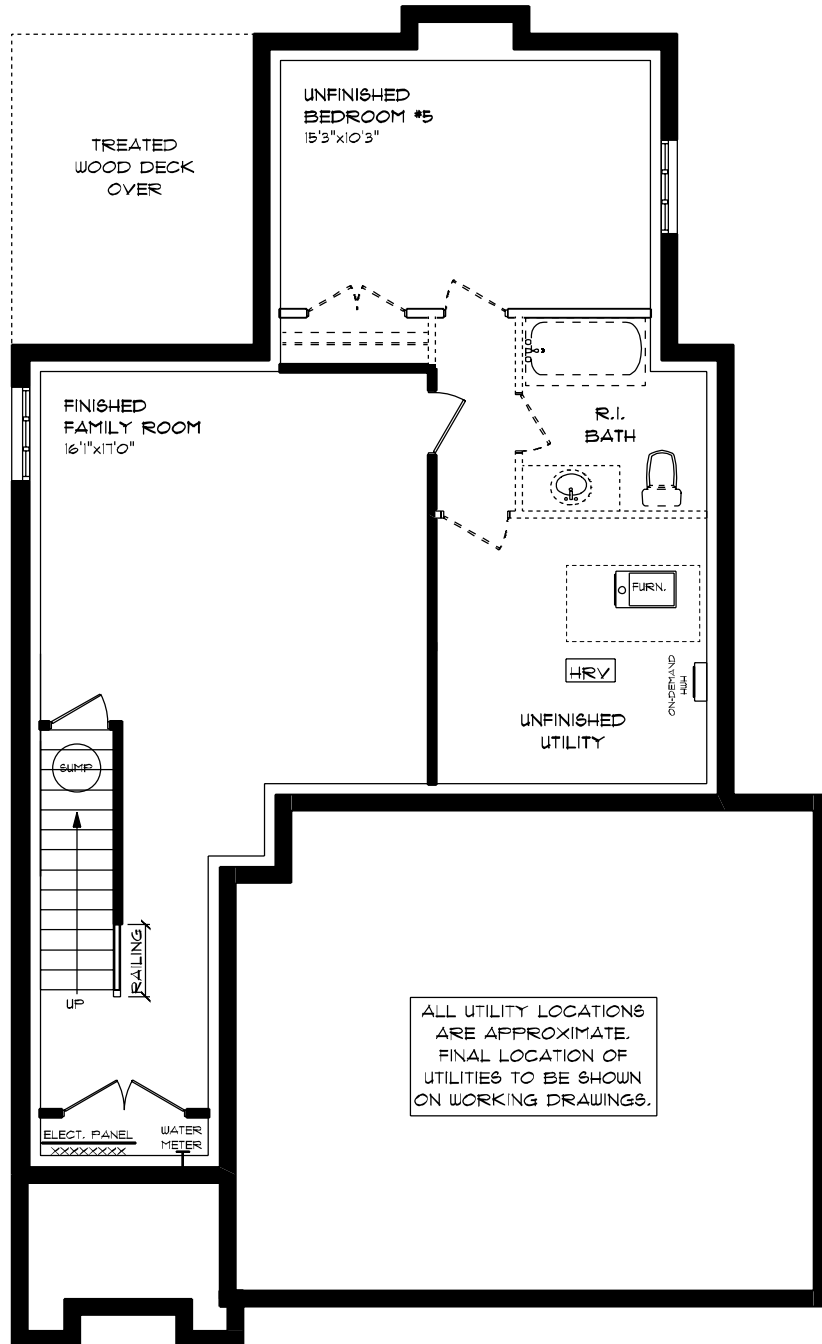 UNFINISHED
BEDROOM #5
15'3"x10'3"
TREATED
WOOD DECK
OVER
FINISHED
FAMILY ROOM
16'1"x17'0"
R.I.
BATH
FURN.
HRV
ON-DEMAND
HWH
UNFINISHED
UTILITY
SUMP
RAILING
UP
ALL UTILITY LOCATIONS
ARE APPROXIMATE.
FINAL LOCATION OF
UTILITIES TO BE SHOWN
ON WORKING DRAWINGS.
ELECT. PANEL
WATER
METER